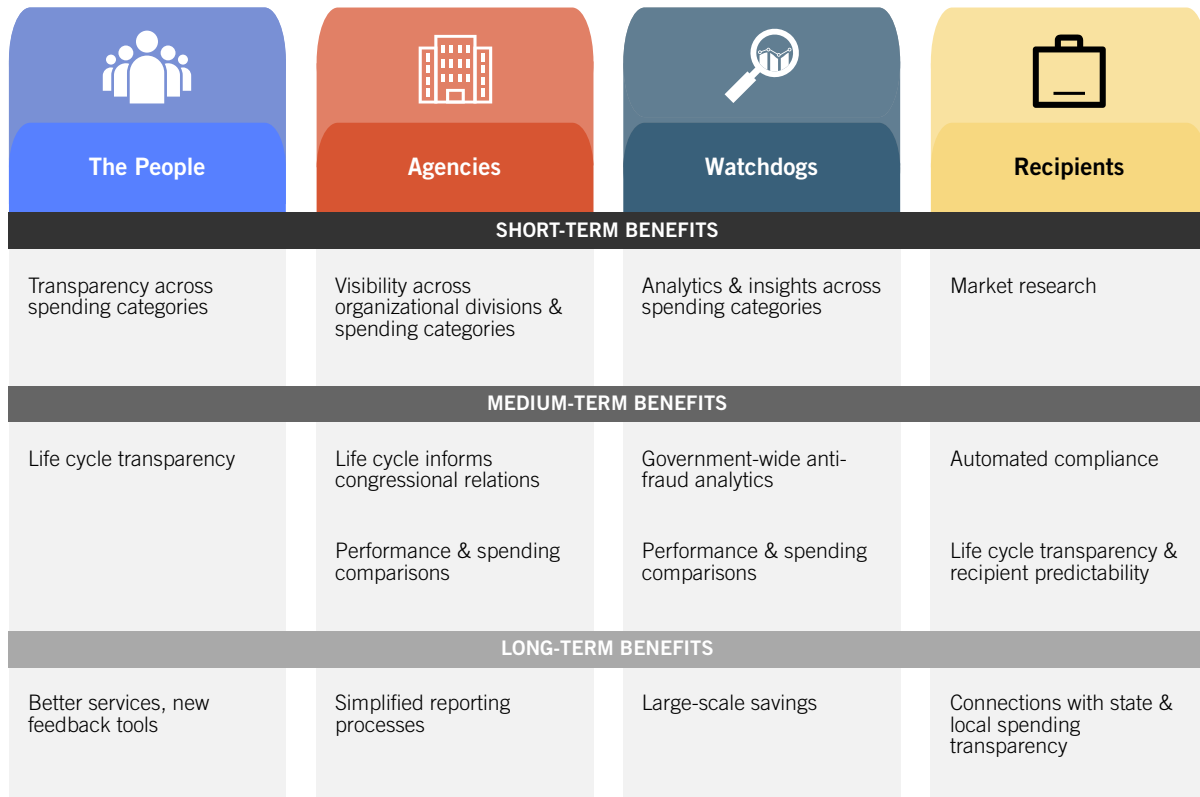 The People
Agencies
Watchdogs
Recipients
SHORT-TERM BENEFITS
Transparency across
spending categories
Visibility across
organizational divisions &
spending categories
Analytics & insights across
spending categories
Market research
MEDIUM-TERM BENEFITS
Life cycle transparency
Life cycle informs
congressional relations
Performance & spending
comparisons
Government-wide anti-
fraud analytics
Performance & spending
comparisons
Automated compliance
Life cycle transparency &
recipient predictability
LONG-TERM BENEFITS
Better services, new
feedback tools
Simplified reporting
processes
Large-scale savings
Connections with state &
local spending
transparency